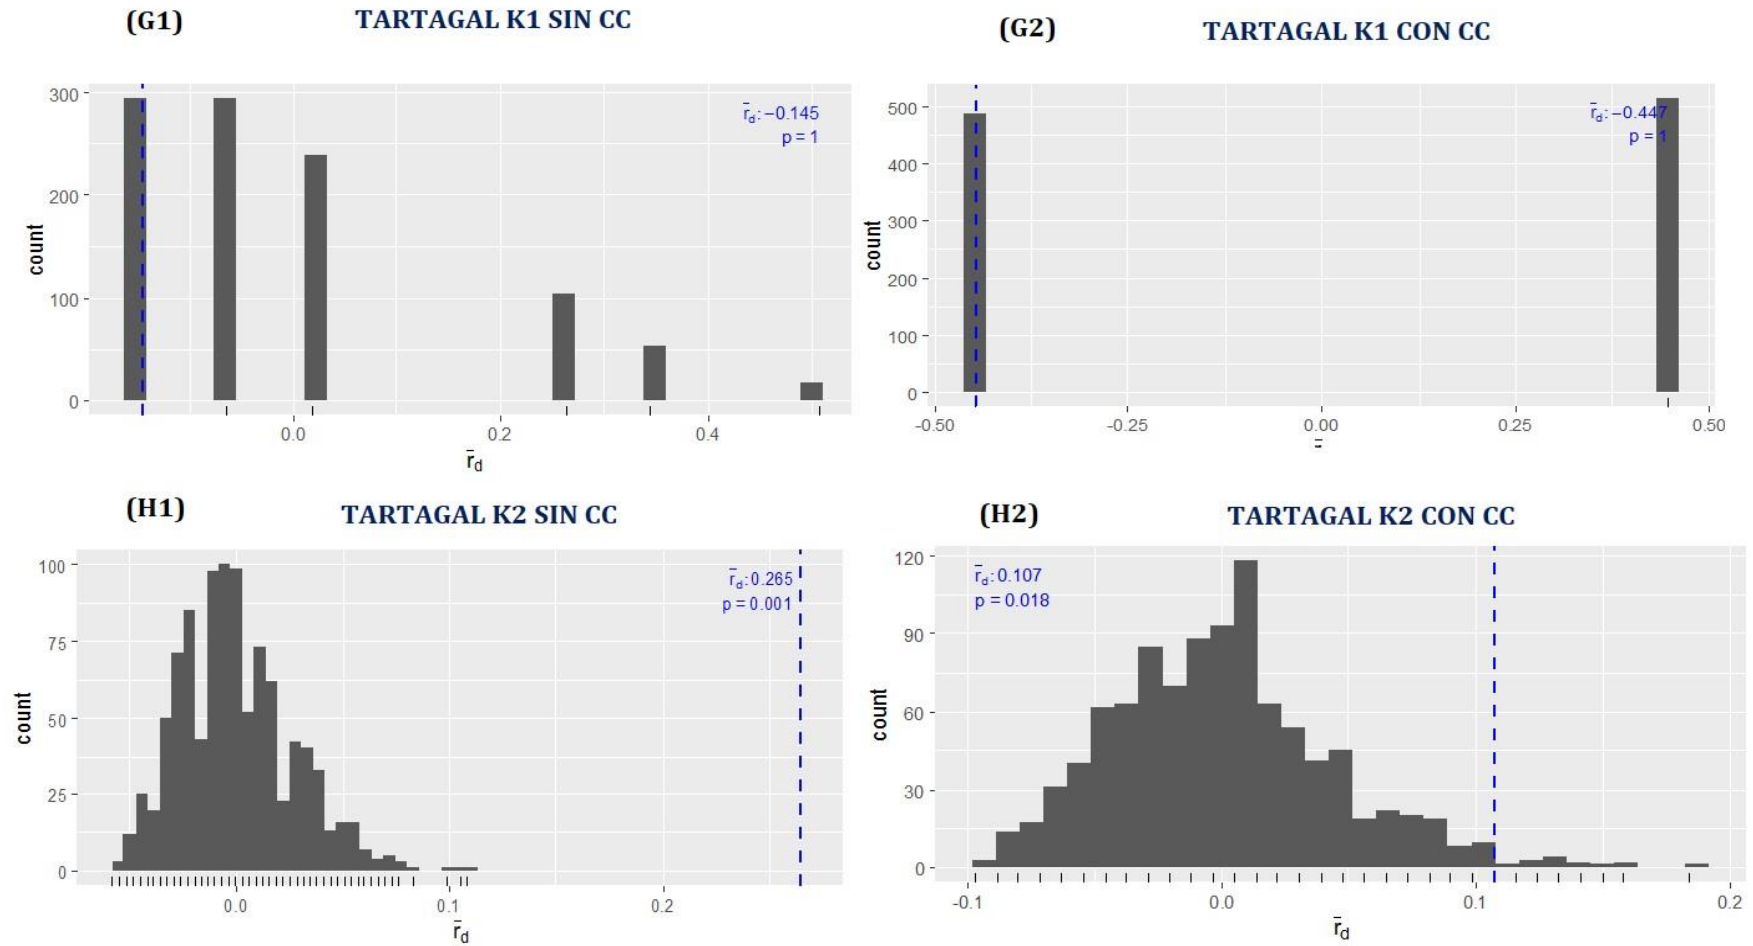 (G1)
TARTAGAL K1 SIN CC
300
200
100
0
count
r̄d: −0.145
p = 1
0.0
0.2
0.4
r̄d
(G2)
TARTAGAL K1 CON CC
500
400
300
200
100
0
count
r̄d: −0.447
p = 1
-0.50
-0.25
0.00
0.25
0.50
(H1)
TARTAGAL K2 SIN CC
100
75
50
25
0
count
r̄d: 0.265
p = 0.001
0.0
0.1
0.2
r̄d
(H2)
TARTAGAL K2 CON CC
120
90
60
30
0
count
r̄d: 0.107
p = 0.018
-0.1
0.0
0.1
0.2
r̄d